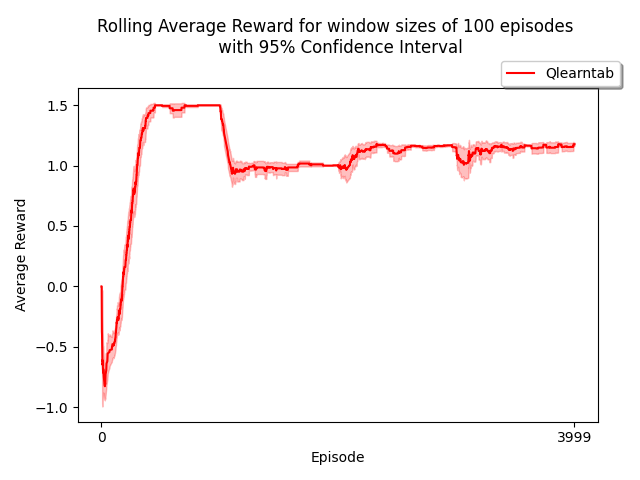 Rolling Average Reward for window sizes of 100 episodes
with 95% Confidence Interval
Qlearntab
1.5
1.0
0.5
0.0
−0.5
−1.0
Average Reward
0
3999
Episode